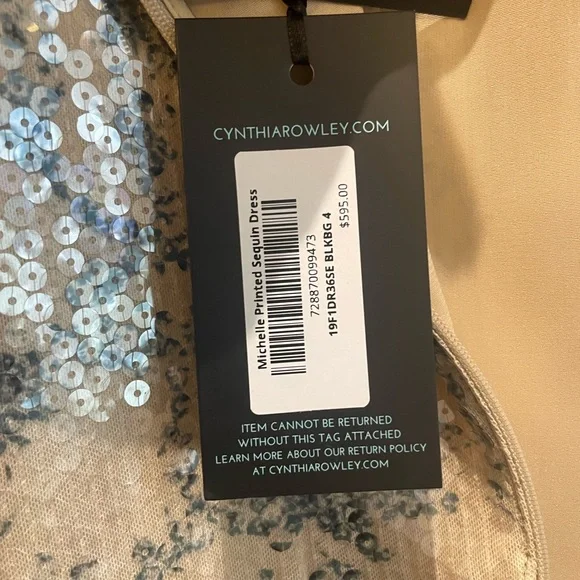 CYNTHIAROWLEY.COM
Michelle Printed Sequin Dress
728870099473
19F1DR36SE BLKBG 4
$595.00
ITEM CANNOT BE RETURNED
WITHOUT THIS TAG ATTACHED
LEARN MORE ABOUT OUR RETURN POLICY
AT CYNTHIAROWLEY.COM